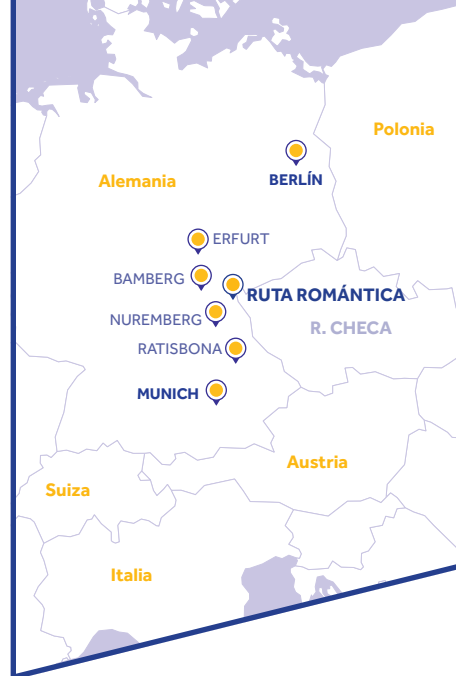 Polonia
Alemania
BERLÍN
ERFURT
BAMBERG
RUTA ROMÁNTICA
NUREMBERG
R. CHECA
RATISBONA
MUNICH
Austria
Suiza
Italia